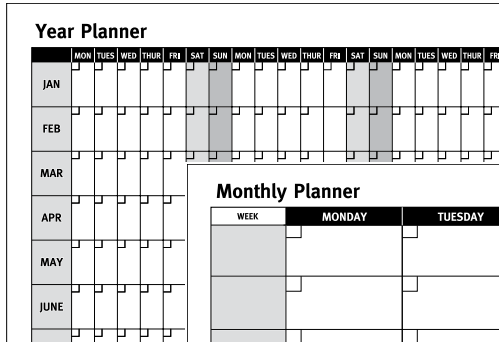 Year Planner
MON TUES WED THUR FRI SAT SUN MON TUES WED THUR FRI SAT SUN MON TUES WED THUR FRI
JAN
FEB
MAR
Monthly Planner
APR
WEEK MONDAY TUESDAY
MAY
JUNE